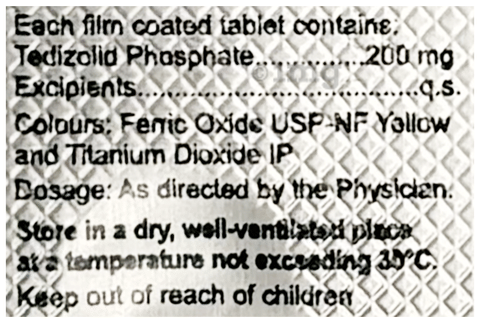 Each film coated tablet contains:
Tedizolid Phosphate..............200 mg
Excipients....................................q.s.
Colours: Ferric Oxide USP-NF Yellow
and Titanium Dioxide IP
Dosage: As directed by the Physician.
Store in a dry, well-ventilated place
at a temperature not exceeding 30°C.
Keep out of reach of children